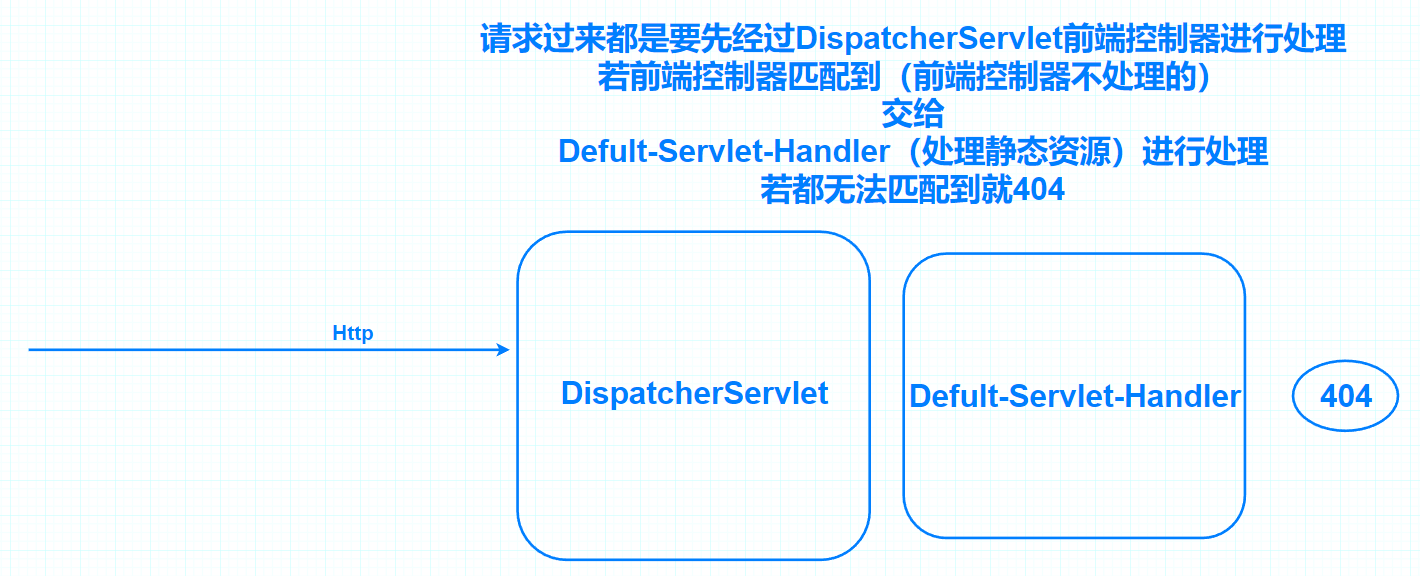 请求过来都是要先经过DispatcherServlet前端控制器进行处理
若前端控制器匹配到（前端控制器不处理的）
交给
Defult-Servlet-Handler（处理静态资源）进行处理
若都无法匹配到就404
Http
DispatcherServlet
Defult-Servlet-Handler
404